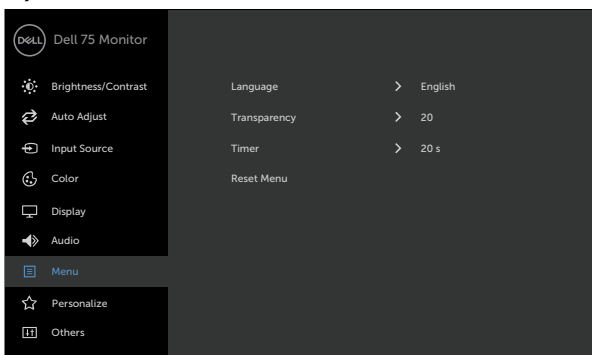 DELL Dell 75 Monitor
Brightness/Contrast
Auto Adjust
Input Source
Color
Display
Audio
Menu
Personalize
Others
Language > English
Transparency > 20
Timer > 20 s
Reset Menu